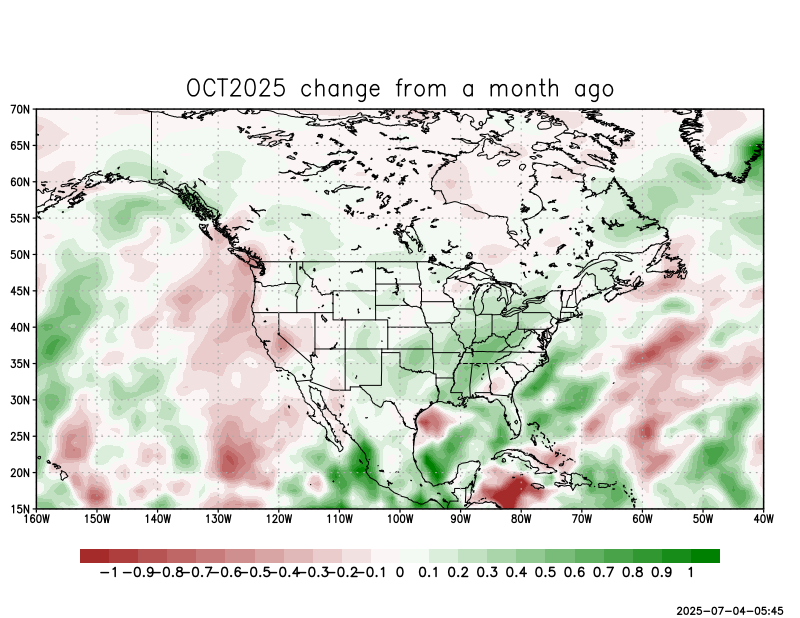 OCT2025 change from a month ago
70N
65N
60N
55N
50N
45N
40N
35N
30N
25N
20N
15N
160W 150W 140W 130W 120W 110W 100W 90W 80W 70W 60W 50W 40W
-1 -0.9 -0.8 -0.7 -0.6 -0.5 -0.4 -0.3 -0.2 -0.1 0 0.1 0.2 0.3 0.4 0.5 0.6 0.7 0.8 0.9 1
2025-07-04-05:45